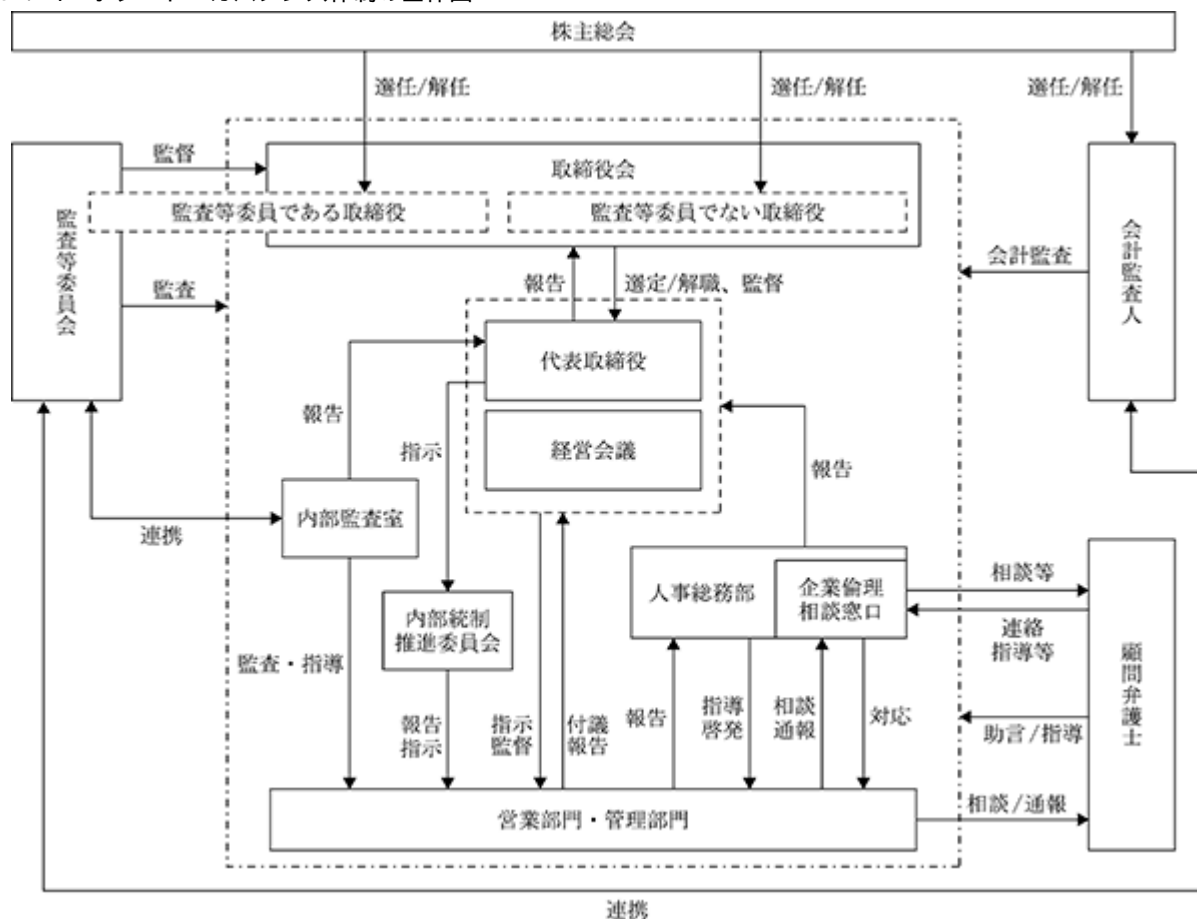 株主総会
選任/解任
選任/解任
選任/解任
監督
取締役会
監査等委員である取締役
監査等委員でない取締役
監査等委員会
会計監査人
監査
会計監査
報告
選定/解職、監督
代表取締役
経営会議
報告
指示
報告
内部監査室
連携
人事総務部
企業倫理
相談窓口
相談等
連絡
指導等
内部統制
推進委員会
監査・指導
顧問弁護士
報告
指示
指示
監督
付議
報告
報告
指導
啓発
相談
通報
対応
助言/指導
営業部門・管理部門
相談/通報
連携